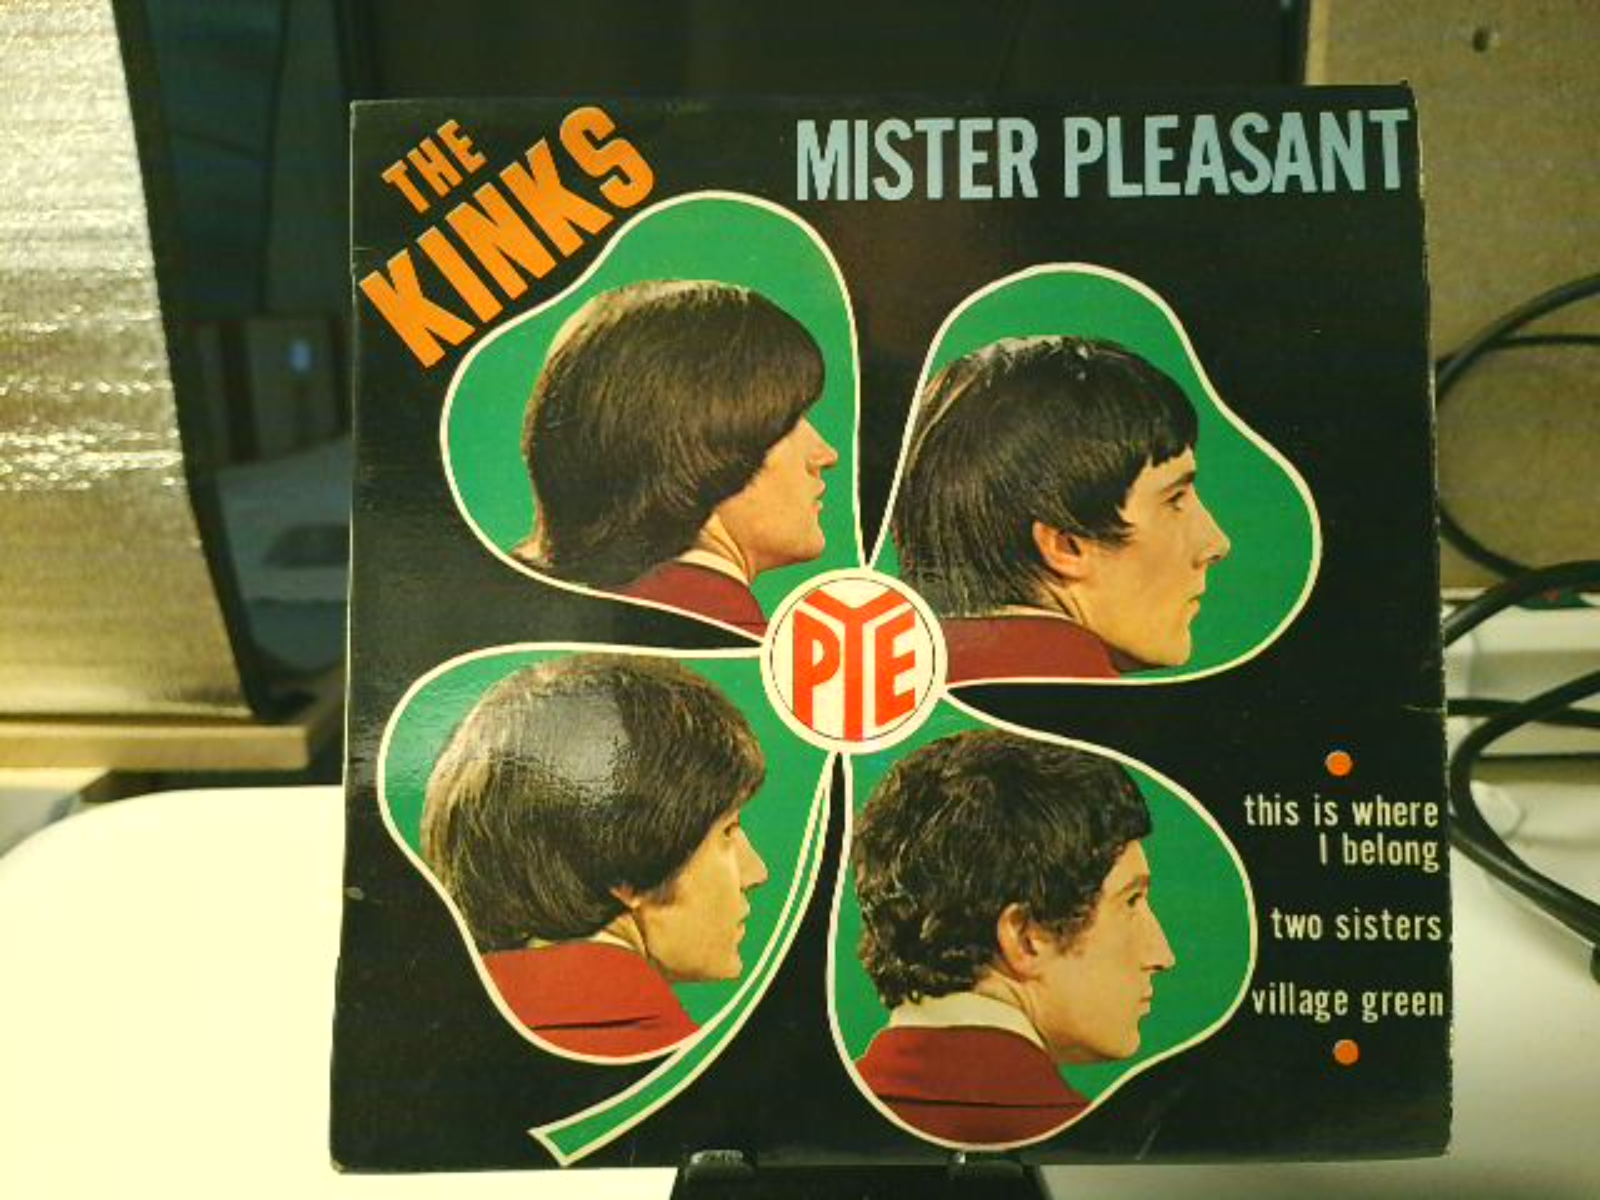 THE
KINKS
MISTER PLEASANT
PYE
this is where
I belong
two sisters
village green